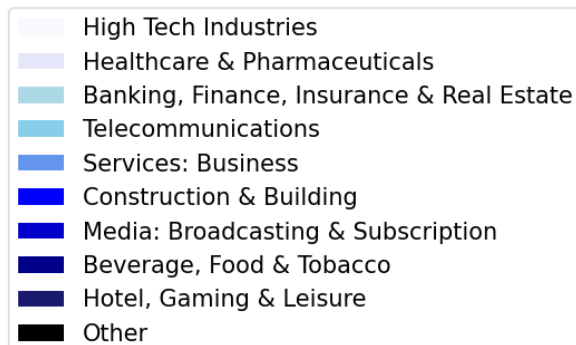 High Tech Industries
Healthcare & Pharmaceuticals
Banking, Finance, Insurance & Real Estate
Telecommunications
Services: Business
Construction & Building
Media: Broadcasting & Subscription
Beverage, Food & Tobacco
Hotel, Gaming & Leisure
Other